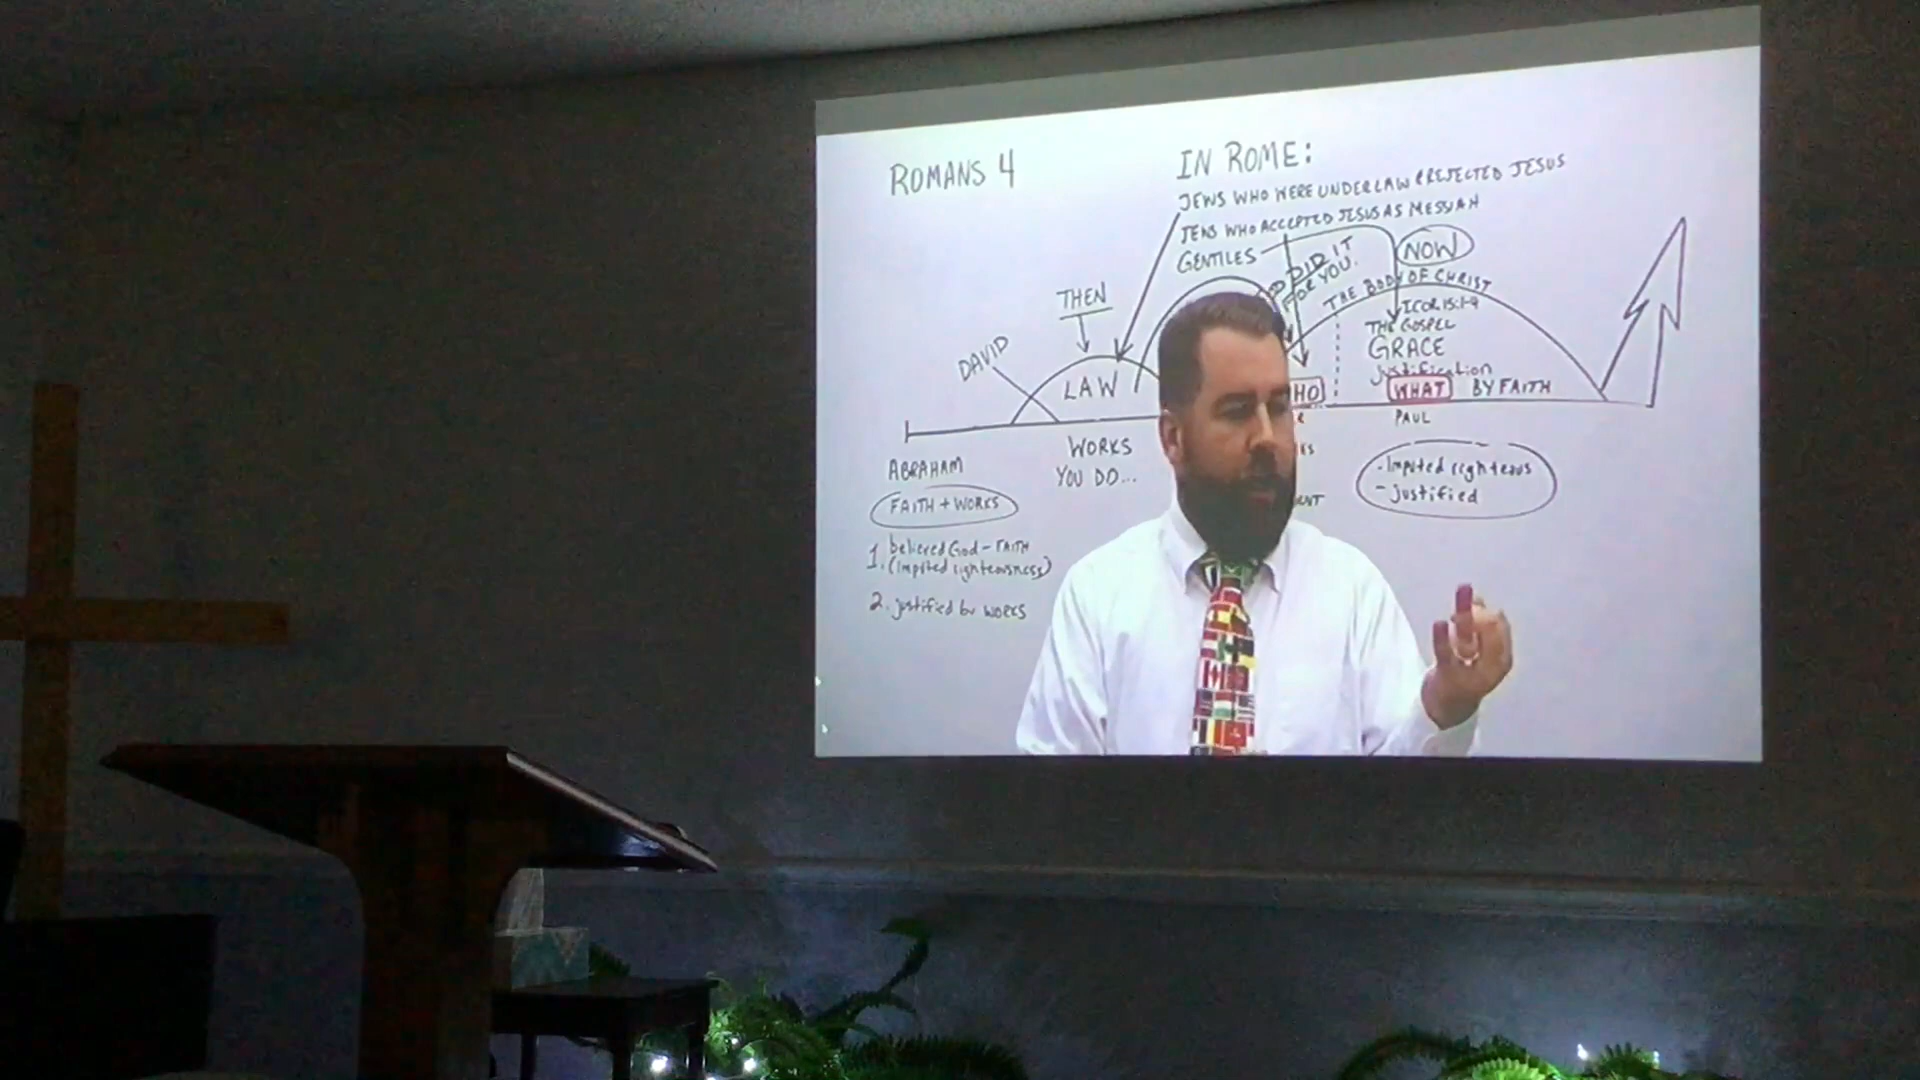 ROMANS 4
IN ROME:
JEWS WHO WERE UNDER LAW & REJECTED JESUS
JEWS WHO ACCEPTED JESUS AS MESSIAH
GENTILES
DID IT
FOR YOU.
NOW
THE BODY OF CHRIST
I COR 15:1-4
THE GOSPEL
GRACE
justification
WHAT BY FAITH
PAUL
- Imputed righteous
- justified
THEN
DAVID
LAW
HO
WORKS
YOU DO...
ABRAHAM
FAITH + WORKS
1. believed God - FAITH
(Imputed righteousness)
2. justified by works